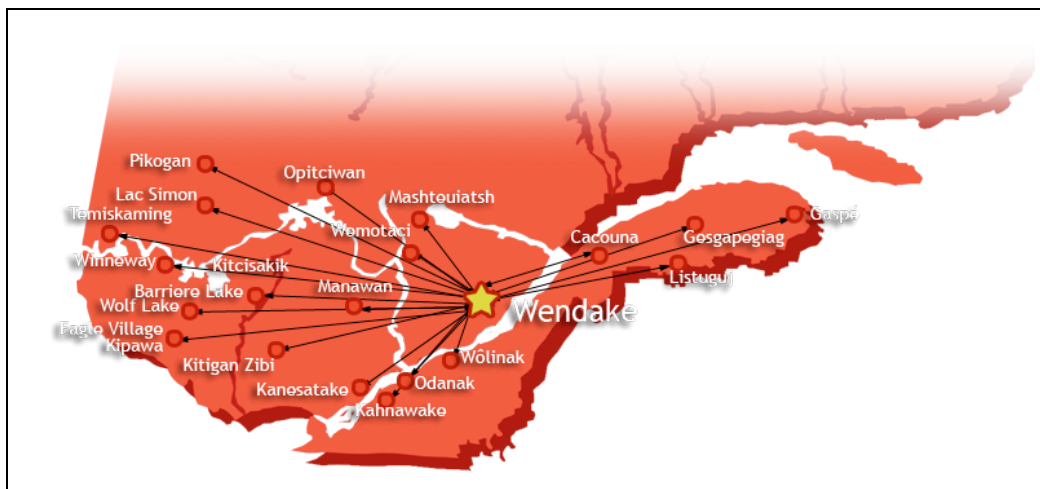 Pikogan
Opitciwan
Lac Simon
Mashteuiatsh
Temiskaming
Gaspé
Wemotaci
Cacouna
Gesgapegiag
Winneway
Kitcisakik
Listuguj
Barriere Lake
Manawan
Wolf Lake
Wendake
Eagle Village
Kipawa
Kitigan Zibi
Wôlinak
Kanesatake
Odanak
Kahnawake